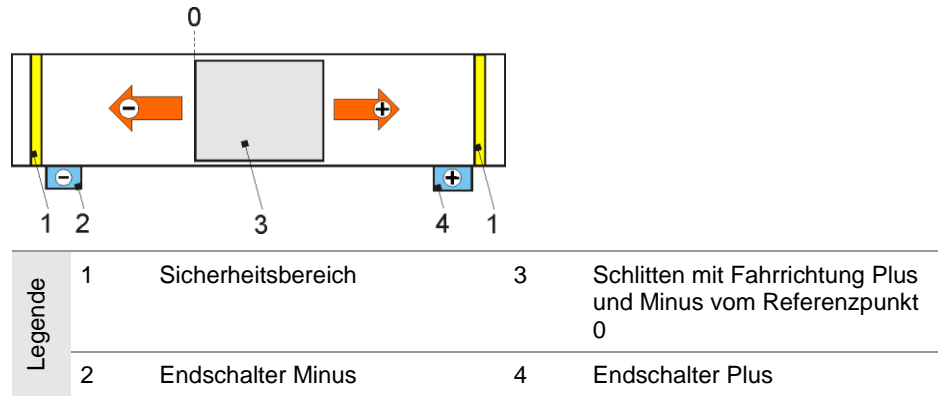 0
− +
− +
1 2 3 4 1
Legende
1 Sicherheitsbereich 3 Schlitten mit Fahrrichtung Plus
und Minus vom Referenzpunkt
0
2 Endschalter Minus 4 Endschalter Plus